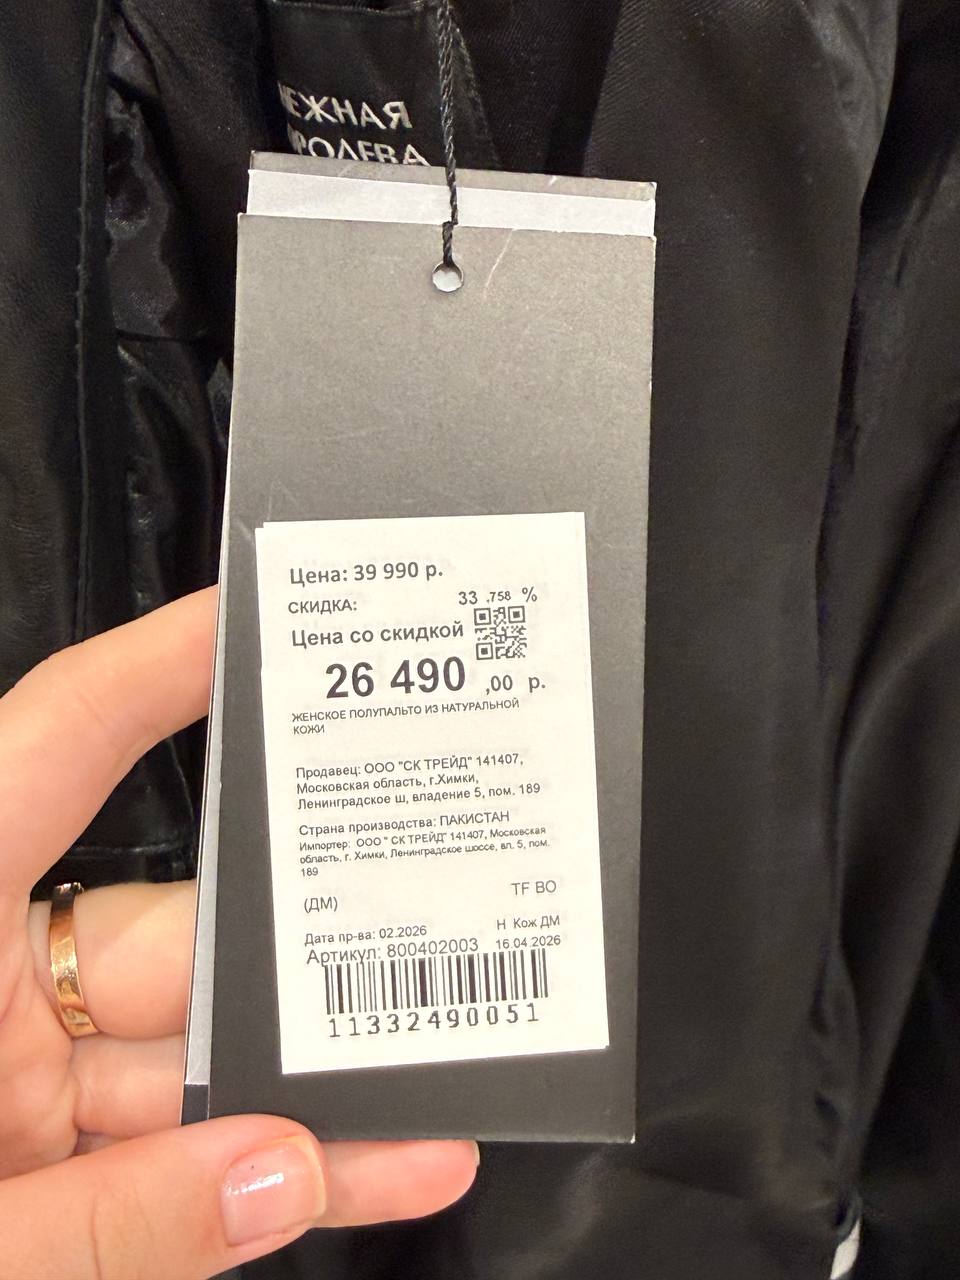 ЕЖНАЯ
РОЛЕВА
Цена: 39 990 р.
СКИДКА: 33 ,758 %
Цена со скидкой
26 490 ,00 р.
ЖЕНСКОЕ ПОЛУПАЛЬТО ИЗ НАТУРАЛЬНОЙ
КОЖИ
Продавец: ООО "СК ТРЕЙД" 141407,
Московская область, г.Химки,
Ленинградское ш, владение 5, пом. 189
Страна производства: ПАКИСТАН
Импортер: ООО " СК ТРЕЙД" 141407, Московская
область, г. Химки, Ленинградское шоссе, вл. 5, пом.
189
(ДМ) TF BO
Дата пр-ва: 02.2026 Н Кож ДМ
Артикул: 800402003 16.04.2026
11332490051